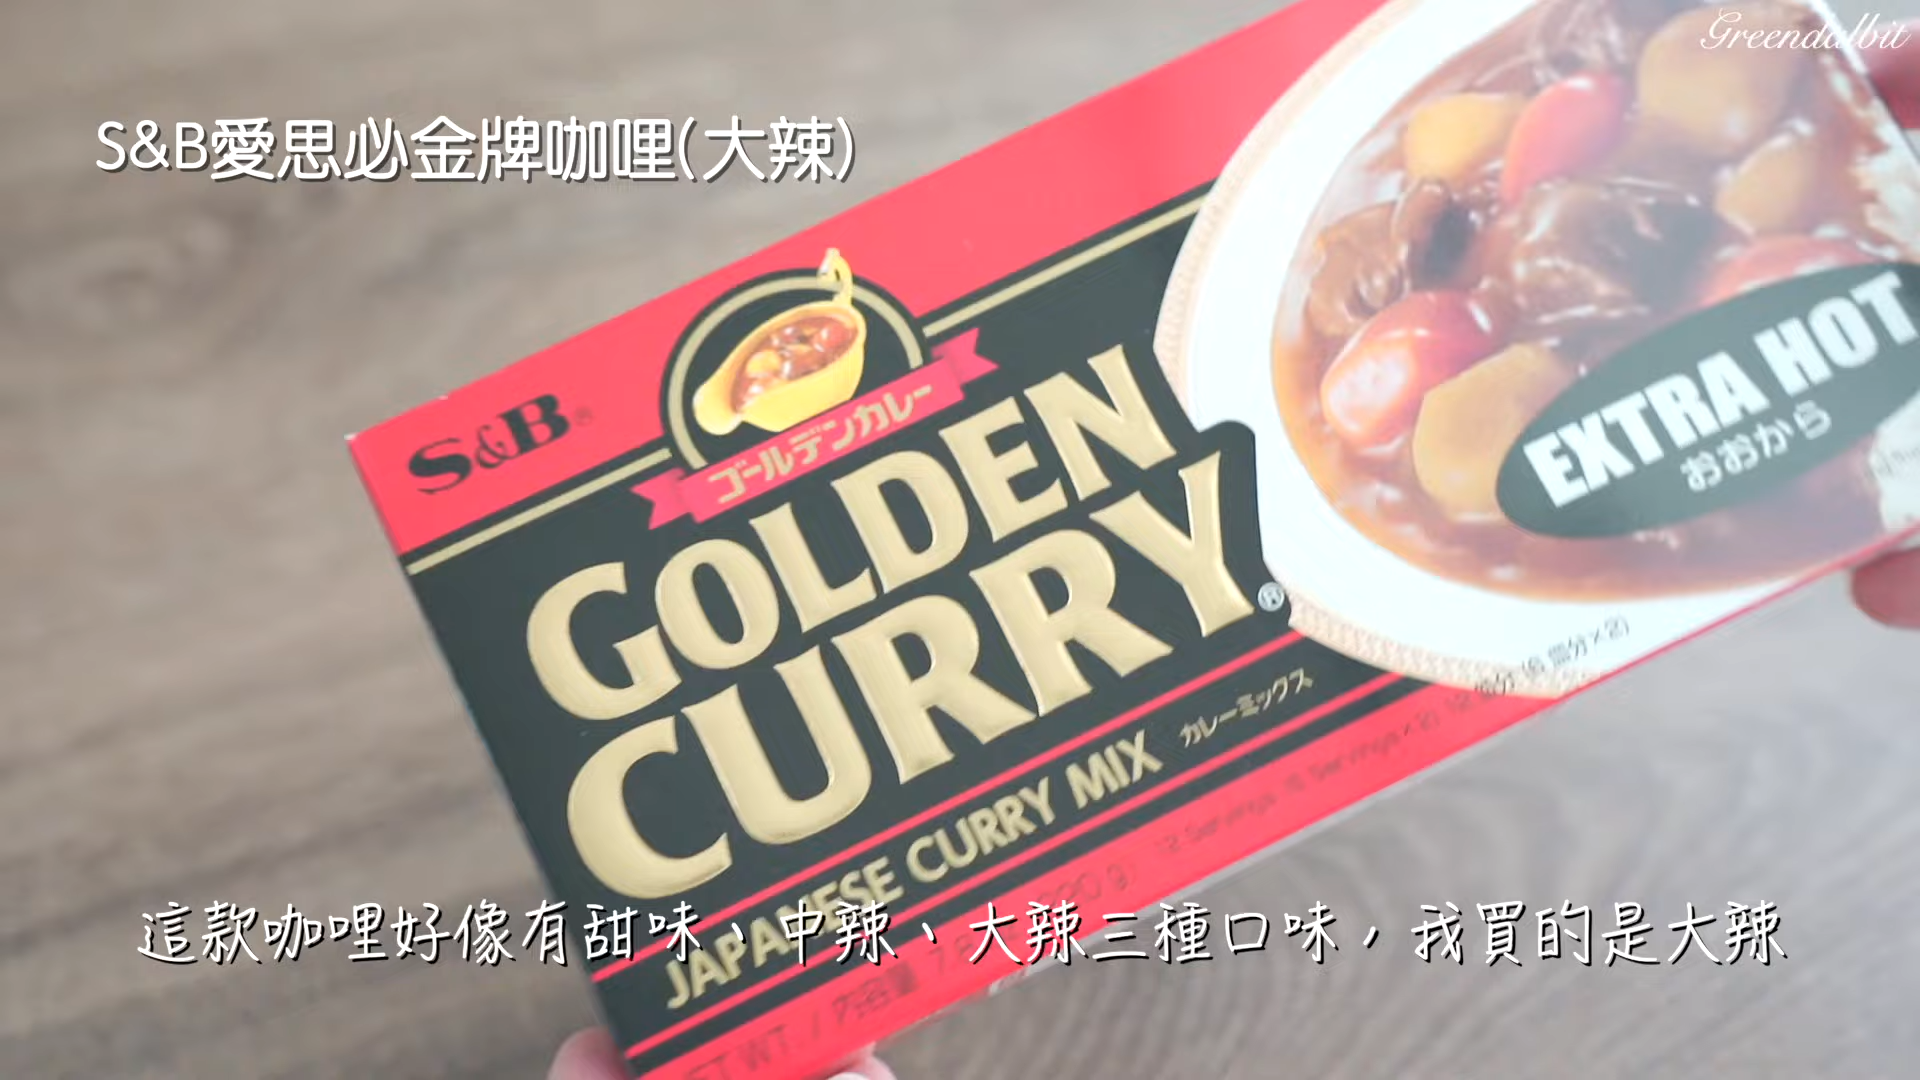 Greendalbit
S&B愛思必金牌咖哩(大辣)
S&B®
ゴールデンカレー
GOLDEN
CURRY®
EXTRA HOT
おおから
JAPANESE CURRY MIX カレーミックス
這款咖哩好像有甜味、中辣、大辣三種口味，我買的是大辣